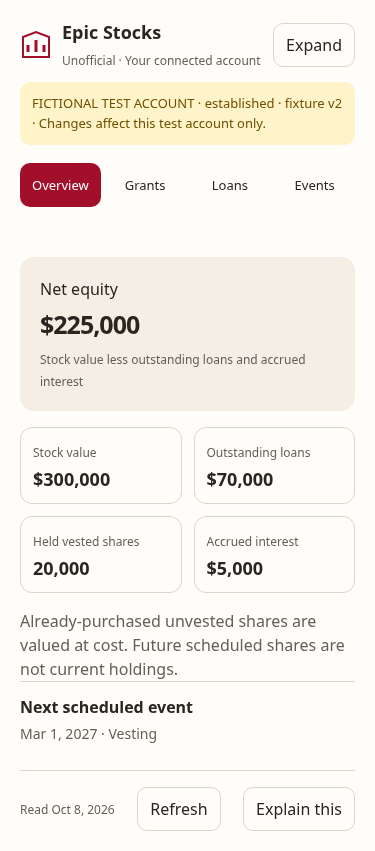 Epic Stocks
Unofficial · Your connected account
Expand
FICTIONAL TEST ACCOUNT · established · fixture v2
· Changes affect this test account only.
Overview
Grants
Loans
Events
Net equity
$225,000
Stock value less outstanding loans and accrued
interest
Stock value
$300,000
Outstanding loans
$70,000
Held vested shares
20,000
Accrued interest
$5,000
Already-purchased unvested shares are
valued at cost. Future scheduled shares are
not current holdings.
Next scheduled event
Mar 1, 2027 · Vesting
Read Oct 8, 2026
Refresh
Explain this